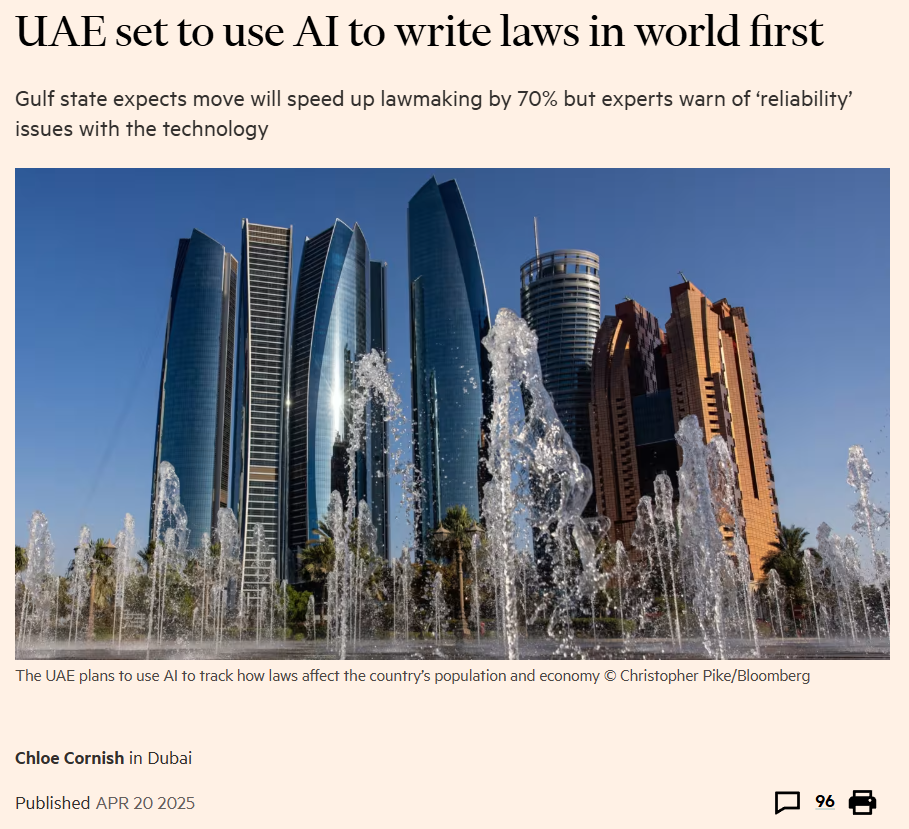 UAE set to use AI to write laws in world first
Gulf state expects move will speed up lawmaking by 70% but experts warn of ‘reliability’
issues with the technology
The UAE plans to use AI to track how laws affect the country’s population and economy © Christopher Pike/Bloomberg
Chloe Cornish in Dubai
Published APR 20 2025
96